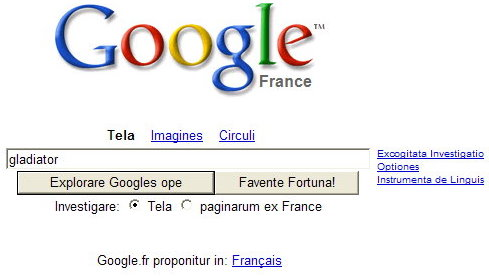 Google™
France
Tela Imagines Circuli
gladiator
Excogitata Investigatio
Optiones
Instrumenta de Linguis
Explorare Googles ope Favente Fortuna!
Investigare: Tela paginarum ex France
Google.fr proponitur in: Français